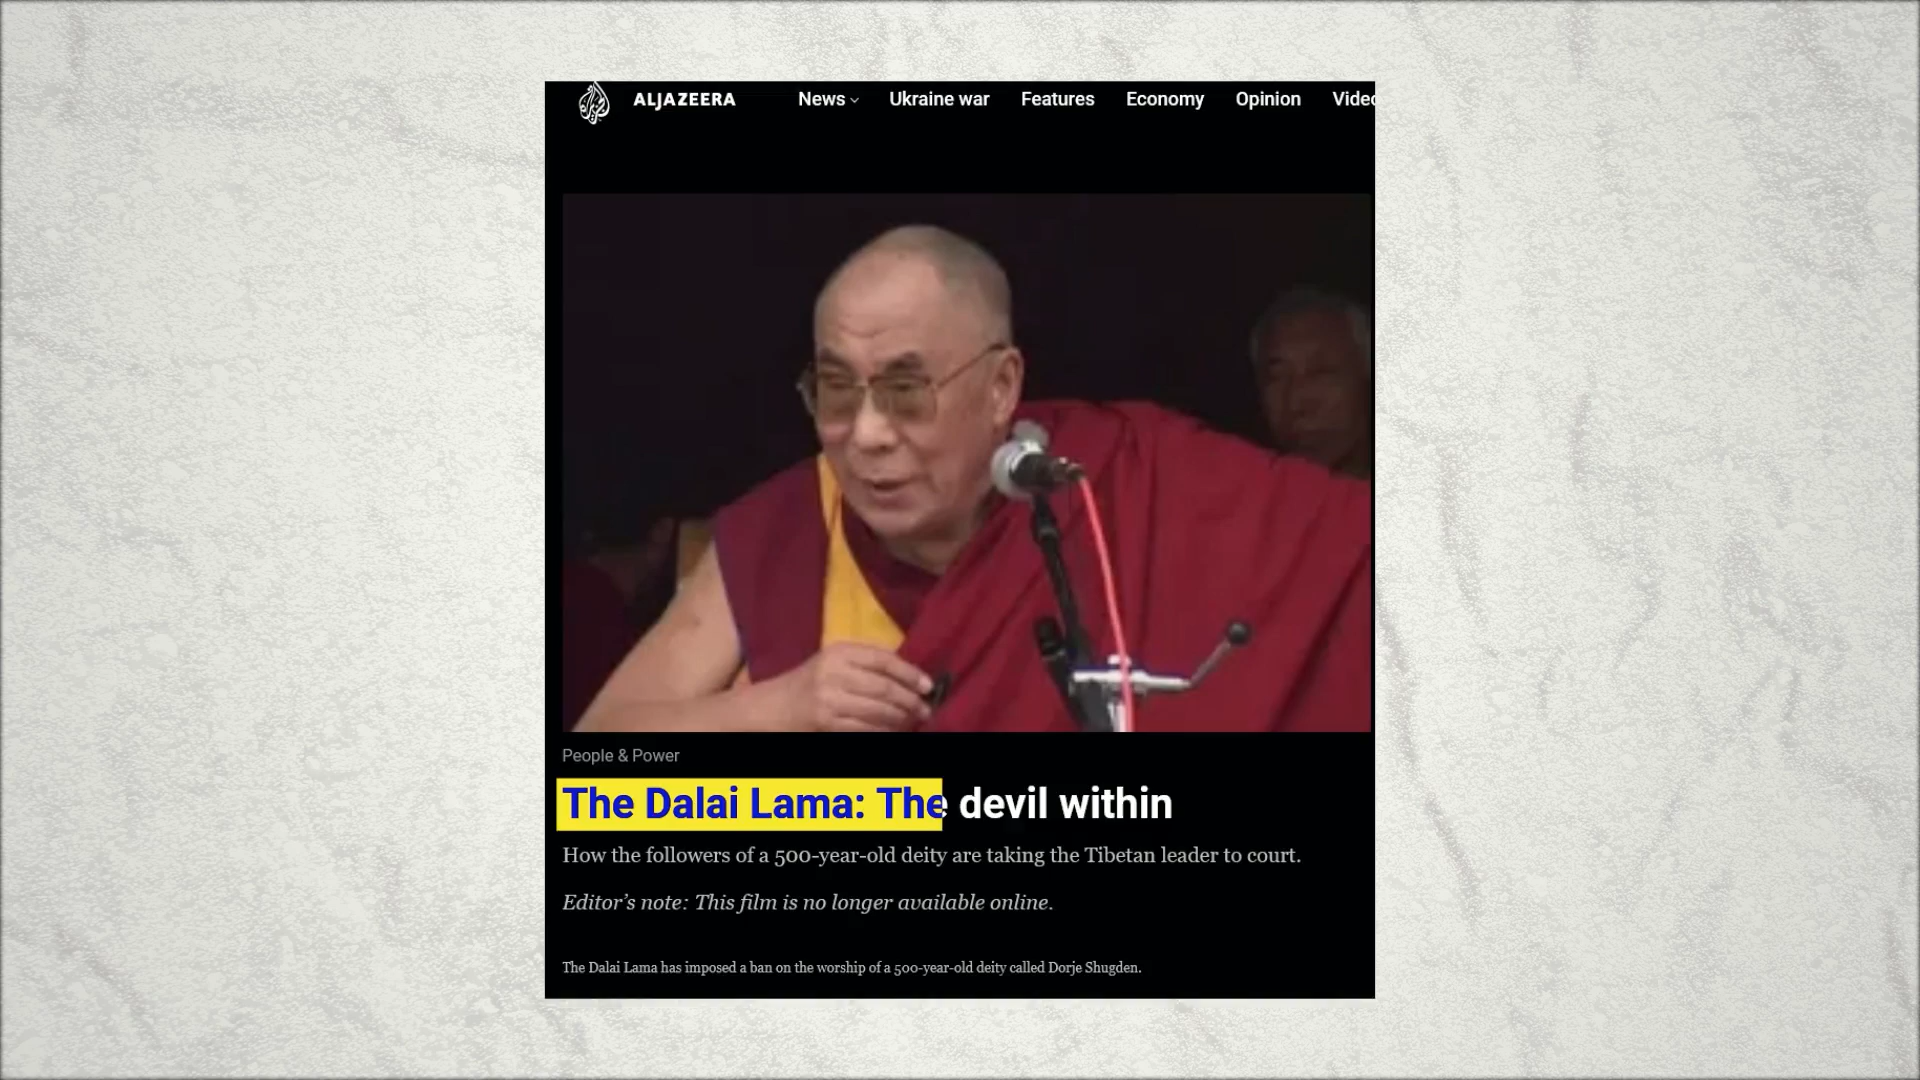 ALJAZEERA News Ukraine war Features Economy Opinion Videc
People & Power
The Dalai Lama: The devil within
How the followers of a 500-year-old deity are taking the Tibetan leader to court.
Editor's note: This film is no longer available online.
The Dalai Lama has imposed a ban on the worship of a 500-year-old deity called Dorje Shugden.